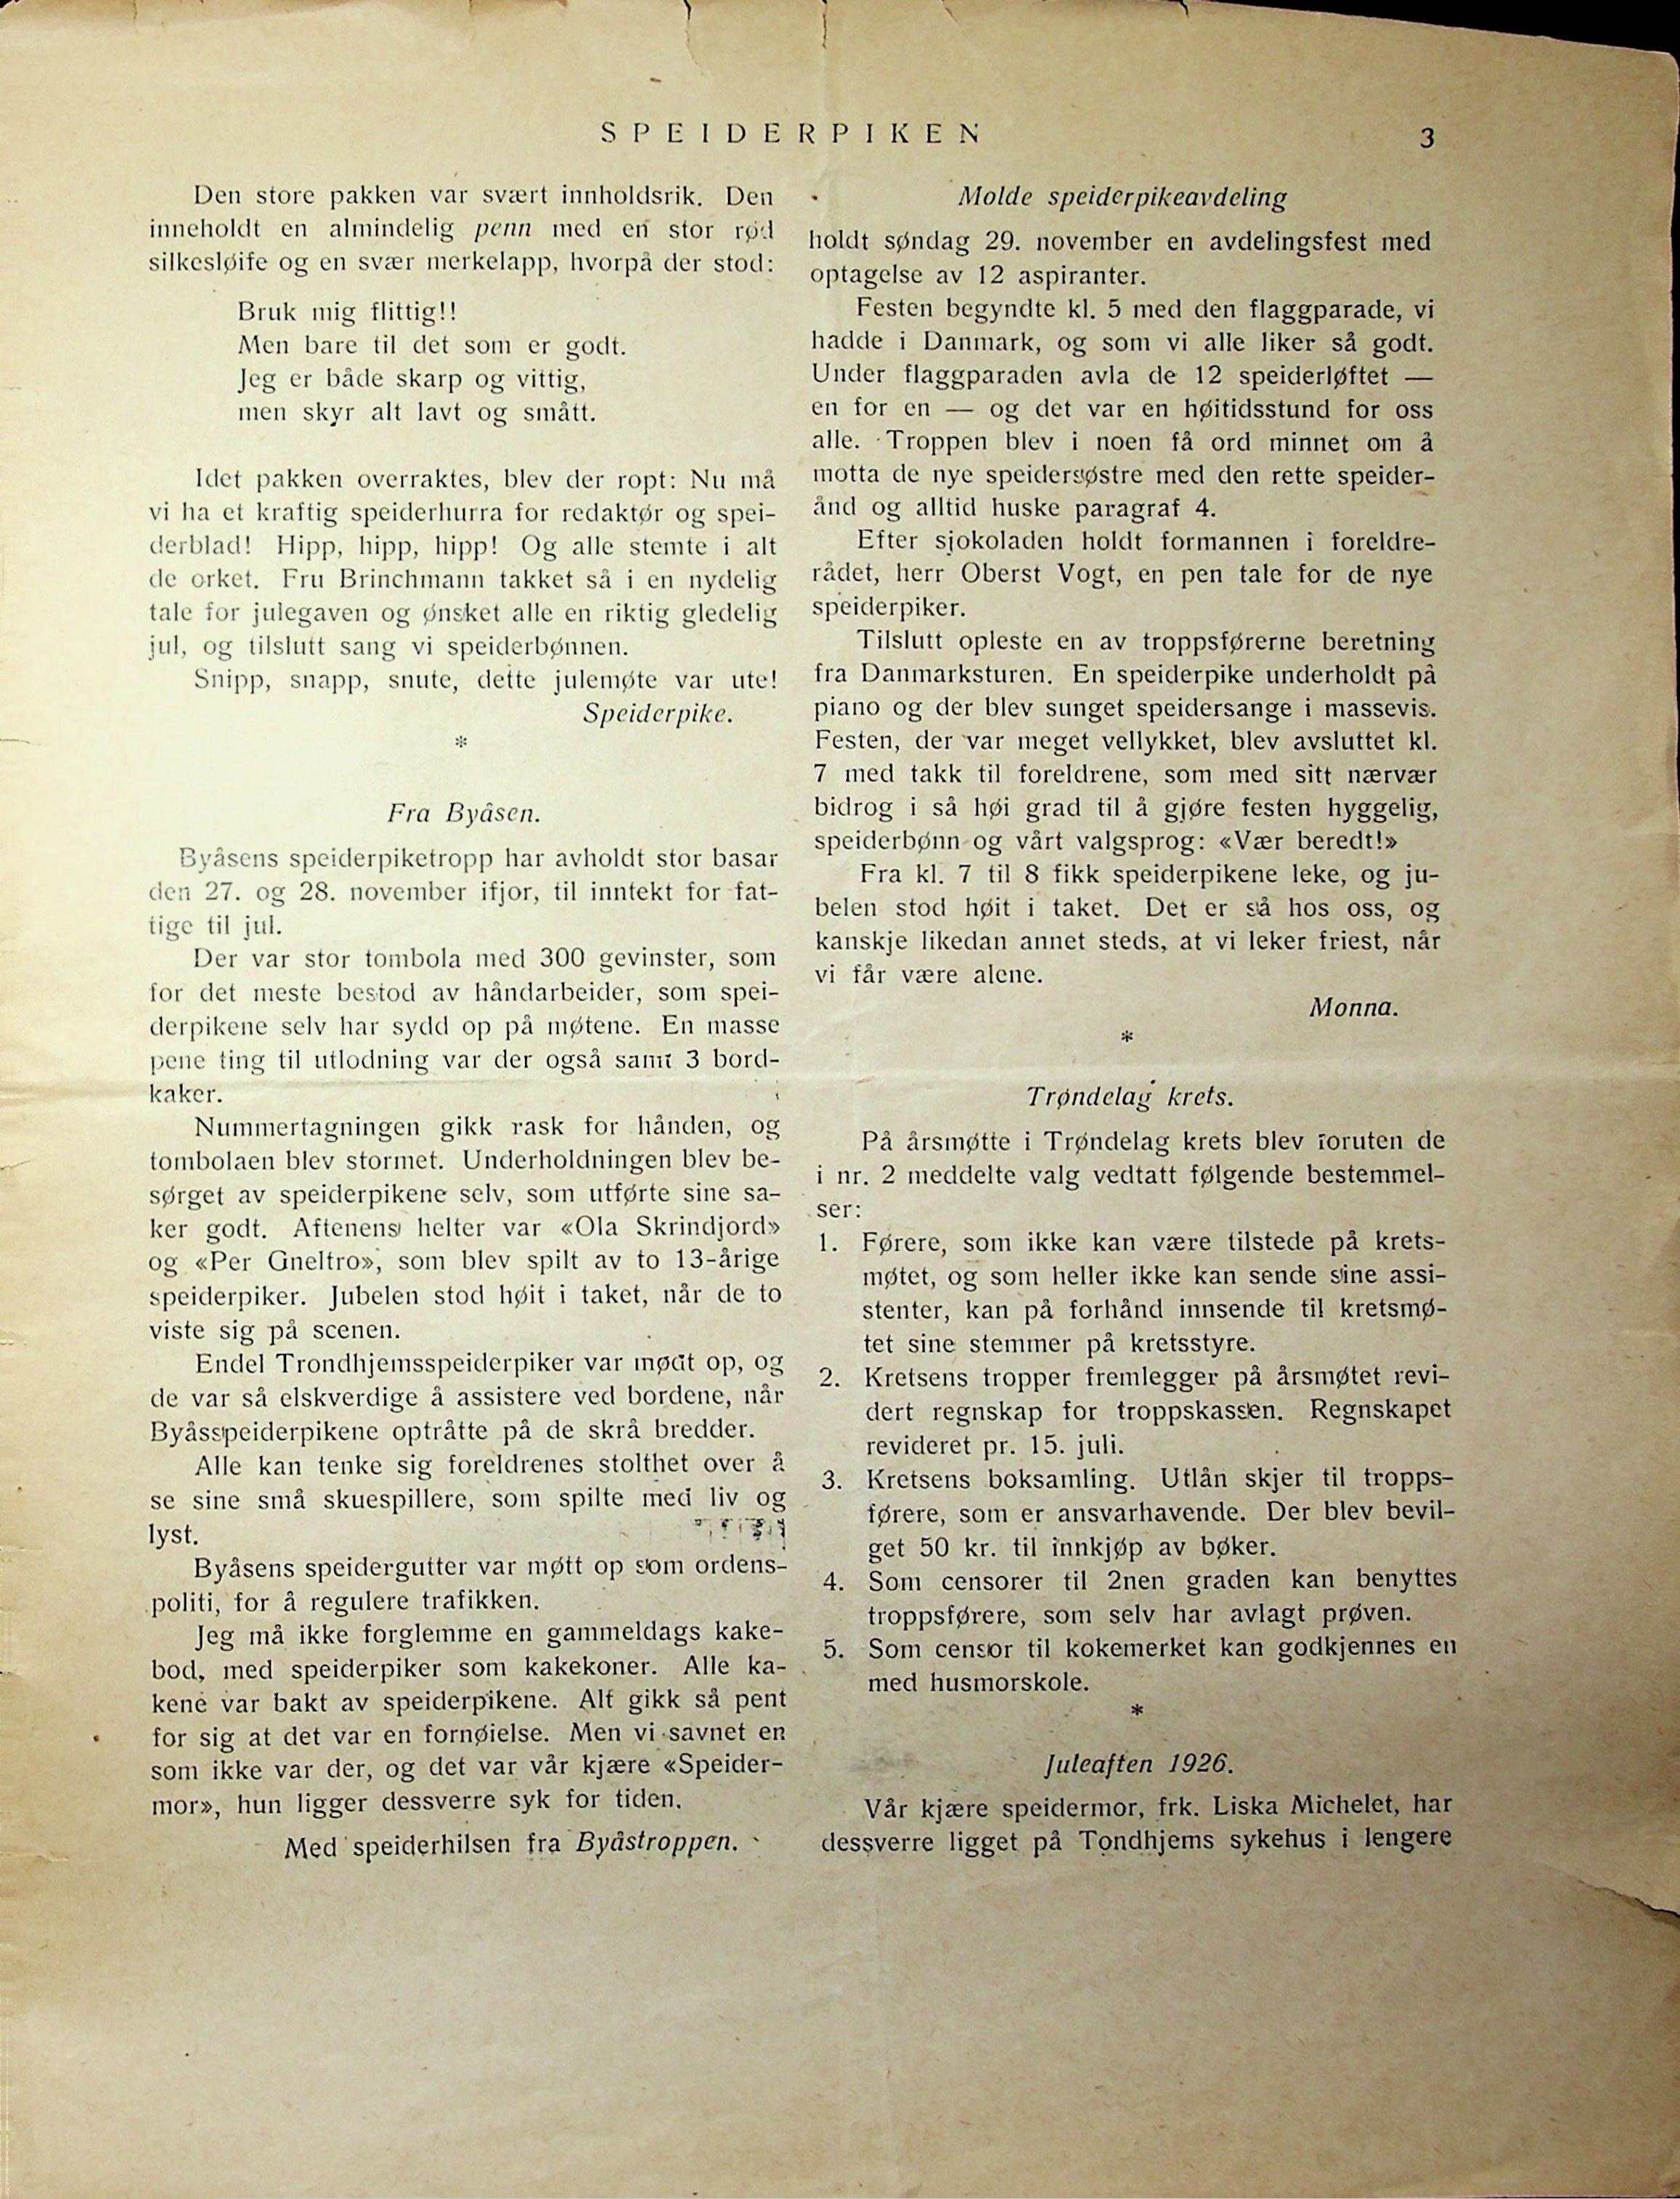 SPEIDERPIKEN
3
Den store pakken var svært innholdsrik. Den
inneholdt en almindelig penn med en stor rød
silkesløife og en svær merkelapp, hvorpå der stod:
Bruk mig flittig!!
Men bare til det som er godt.
Jeg er både skarp og vittig,
men skyr alt lavt og smått.
Idet pakken overraktes, blev der ropt: Nu må
vi ha et kraftig speiderhurra for redaktør og spei-
derblad! Hipp, hipp, hipp! Og alle stemte i alt
de orket. Fru Brinchmann takket så i en nydelig
tale for julegaven og ønsket alle en riktig gledelig
jul, og tilslutt sang vi speiderbønnen.
Snipp, snapp, snute, dette julemøte var ute!
Speiderpike.
*
Fra Byåsen.
Byåsens speiderpiketropp har avholdt stor basar
den 27. og 28. november ifjor, til inntekt for fat-
tige til jul.
Der var stor tombola med 300 gevinster, som
for det meste bestod av håndarbeider, som spei-
derpikene selv har sydd op på møtene. En masse
pene ting til utlodning var der også samt 3 bord-
kaker.
Nummertagningen gikk rask for hånden, og
tombolaen blev stormet. Underholdningen blev be-
sørget av speiderpikene selv, som utførte sine sa-
ker godt. Aftenens helter var «Ola Skrindjord»
og «Per Gneltro», som blev spilt av to 13-årige
speiderpiker. Jubelen stod høit i taket, når de to
viste sig på scenen.
Endel Trondhjemsspeiderpiker var mødt op, og
de var så elskverdige å assistere ved bordene, når
Byåsspeiderpikene optråtte på de skrå bredder.
Alle kan tenke sig foreldrenes stolthet over å
se sine små skuespillere, som spilte med liv og
lyst.
Byåsens speidergutter var møtt op som ordens-
politi, for å regulere trafikken.
Jeg må ikke forglemme en gammeldags kake-
bod, med speiderpiker som kakekoner. Alle ka-
kene var bakt av speiderpikene. Alt gikk så pent
for sig at det var en fornøielse. Men vi savnet en
som ikke var der, og det var vår kjære «Speider-
mor», hun ligger dessverre syk for tiden.
Med speiderhilsen fra Byåstroppen.
Molde speiderpikeavdeling
holdt søndag 29. november en avdelingsfest med
optagelse av 12 aspiranter.
Festen begyndte kl. 5 med den flaggparade, vi
hadde i Danmark, og som vi alle liker så godt.
Under flaggparaden avla de 12 speiderløftet —
en for en — og det var en høitidsstund for oss
alle. Troppen blev i noen få ord minnet om å
motta de nye speidersøstre med den rette speider-
ånd og alltid huske paragraf 4.
Efter sjokoladen holdt formannen i foreldre-
rådet, herr Oberst Vogt, en pen tale for de nye
speiderpiker.
Tilslutt opleste en av troppsførerne beretning
fra Danmarksturen. En speiderpike underholdt på
piano og der blev sunget speidersange i massevis.
Festen, der var meget vellykket, blev avsluttet kl.
7 med takk til foreldrene, som med sitt nærvær
bidrog i så høi grad til å gjøre festen hyggelig,
speiderbønn og vårt valgsprog: «Vær beredt!»
Fra kl. 7 til 8 fikk speiderpikene leke, og ju-
belen stod høit i taket. Det er så hos oss, og
kanskje likedan annet steds, at vi leker friest, når
vi får være alene.
Monna.
*
Trøndelag krets.
På årsmøtte i Trøndelag krets blev foruten de
i nr. 2 meddelte valg vedtatt følgende bestemmel-
ser:
1. Førere, som ikke kan være tilstede på krets-
møtet, og som heller ikke kan sende sine assi-
stenter, kan på forhånd innsende til kretsmø-
tet sine stemmer på kretsstyre.
2. Kretsens tropper fremlegger på årsmøtet revi-
dert regnskap for troppskassen. Regnskapet
revideret pr. 15. juli.
3. Kretsens boksamling. Utlån skjer til tropps-
førere, som er ansvarhavende. Der blev bevil-
get 50 kr. til innkjøp av bøker.
4. Som censorer til 2nen graden kan benyttes
troppsførere, som selv har avlagt prøven.
5. Som censor til kokemerket kan godkjennes en
med husmorskole.
*
Juleaften 1926.
Vår kjære speidermor, frk. Liska Michelet, har
dessverre ligget på Tondhjems sykehus i lengere